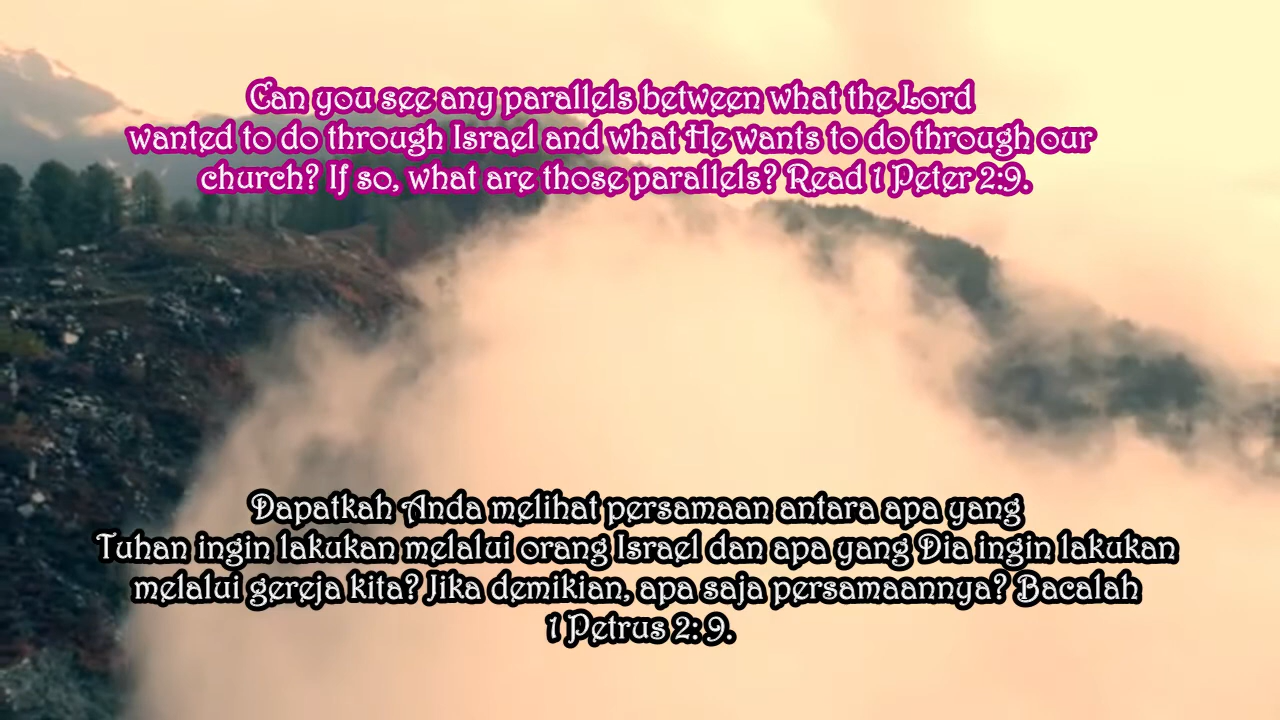 Can you see any parallels between what the Lord
wanted to do through Israel and what He wants to do through our
church? If so, what are those parallels? Read 1 Peter 2:9.
Dapatkah Anda melihat persamaan antara apa yang
Tuhan ingin lakukan melalui orang Israel dan apa yang Dia ingin lakukan
melalui gereja kita? Jika demikian, apa saja persamaannya? Bacalah
1 Petrus 2: 9.